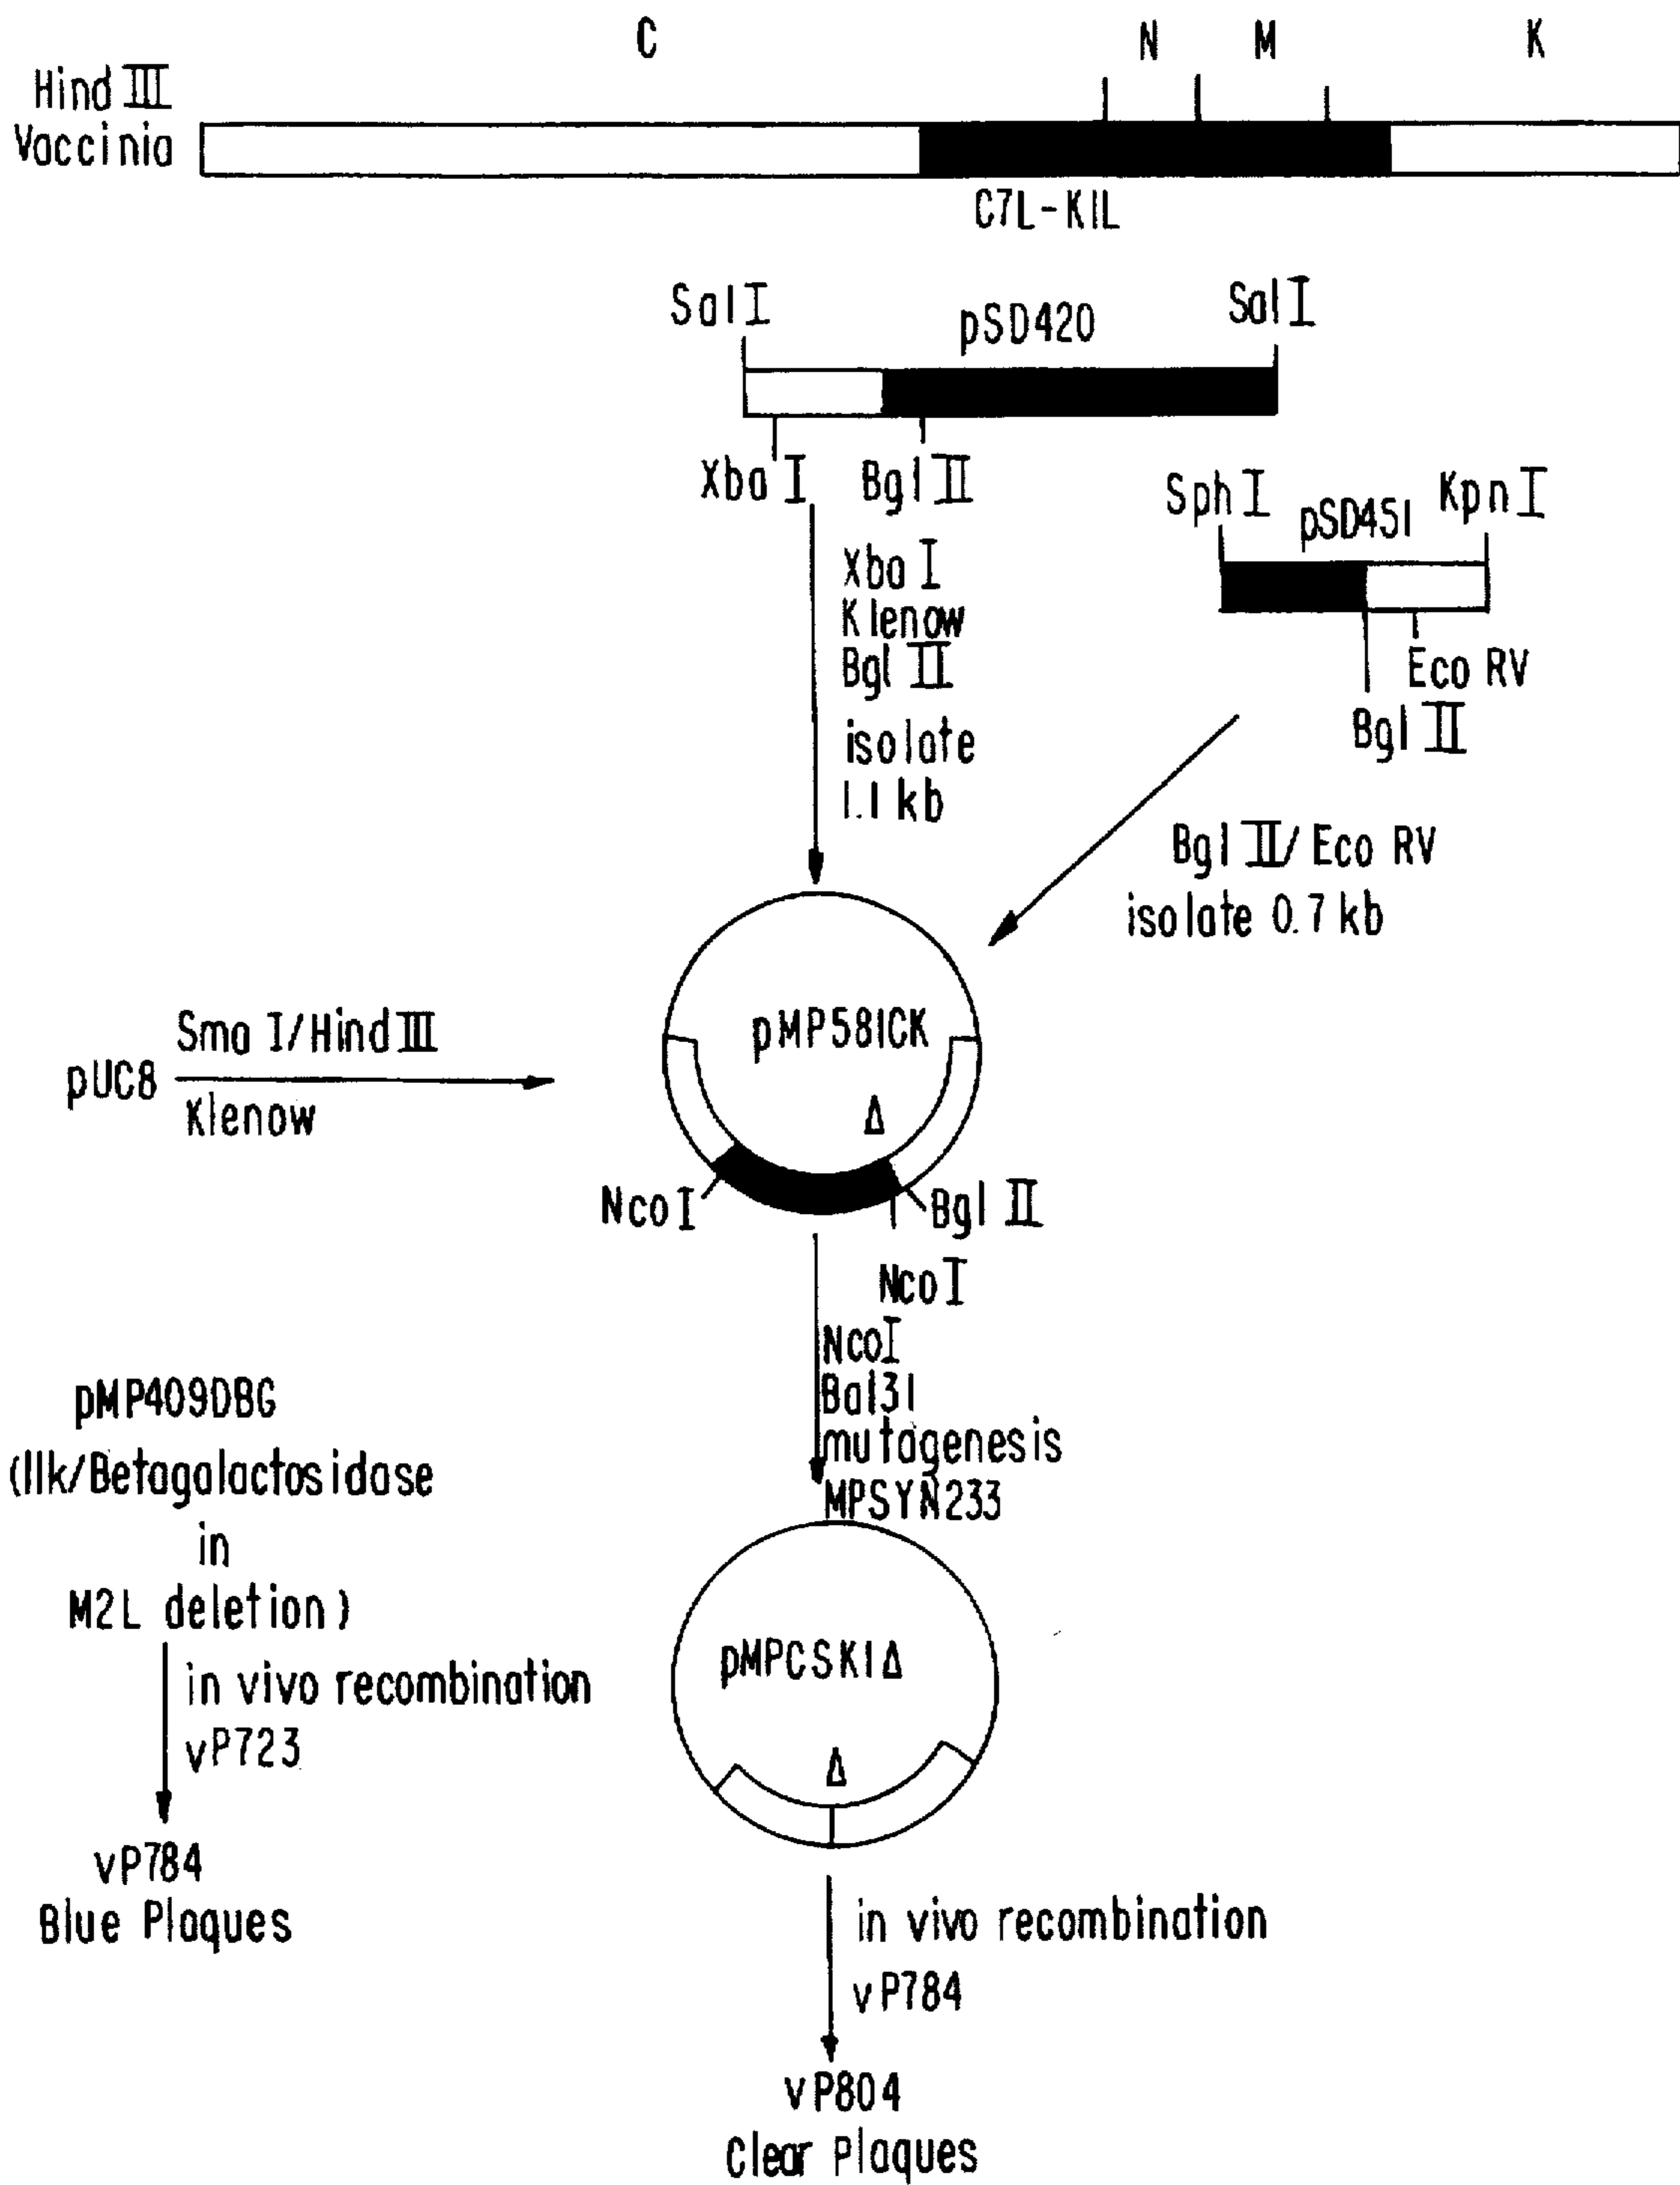 C N M K
Hind III
Vaccinia
C7L-K1L
Sal I
pSD420
Sal I
Xba I
Bgl II
Sph I
pSD451
Kpn I
Xba I
Klenow
Bgl II
isolate
1.1 kb
Eco RV
Bgl II
Bgl II/ Eco RV
isolate 0.7 kb
pMP581CK
Δ
Sma I/Hind III
pUC8
Klenow
Nco I
Bgl II
Nco I
NcoI
Bal31
mutagenesis
MPSYN233
pMP409DBG
(11k/Betagalactosidase
in
M2L deletion)
in vivo recombination
vP723
vP784
Blue Plaques
pMPCSK1Δ
Δ
in vivo recombination
vP784
vP804
Clear Plaques